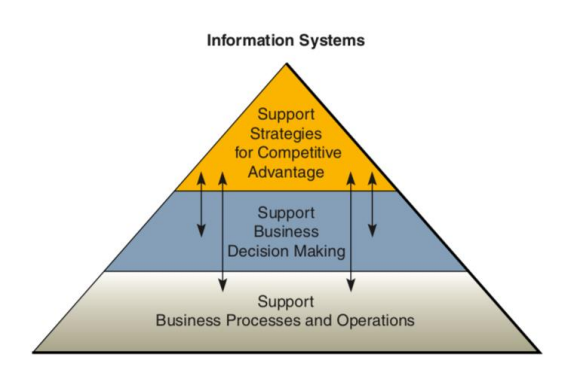 Information Systems
Support
Strategies
for Competitive
Advantage
Support
Business
Decision Making
Support
Business Processes and Operations